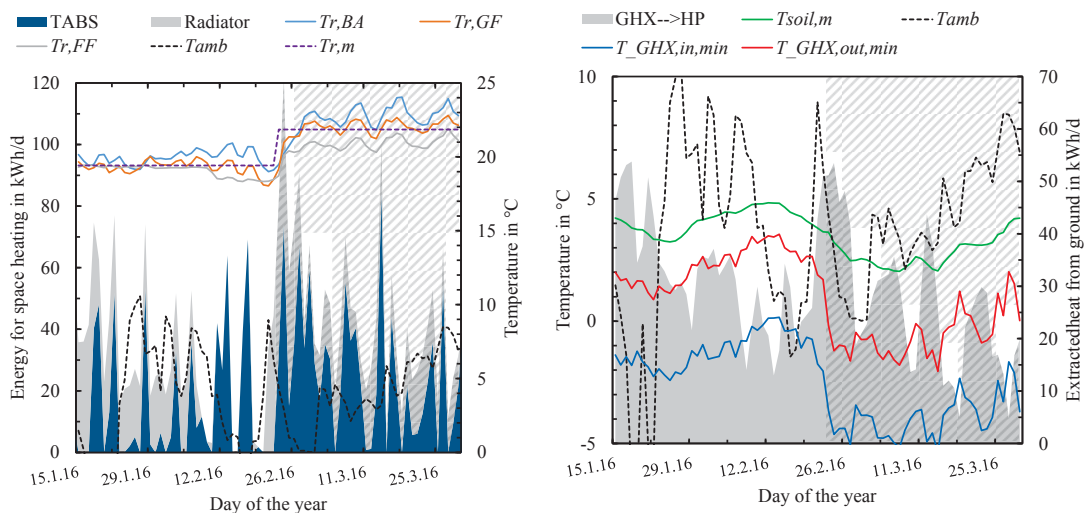 TABS Radiator Tr,BA Tr,GF
Tr,FF Tamb Tr,m
120
100
80
60
40
20
0
Energy for space heating in kWh/d
25
20
15
10
5
0
Temperature in °C
15.1.16 29.1.16 12.2.16 26.2.16 11.3.16 25.3.16
Day of the year
GHX-->HP Tsoil,m Tamb
T_GHX,in,min T_GHX,out,min
10
5
0
-5
Temperature in °C
70
60
50
40
30
20
10
0
Extractedheat from ground in kWh/d
15.1.16 29.1.16 12.2.16 26.2.16 11.3.16 25.3.16
Day of the year